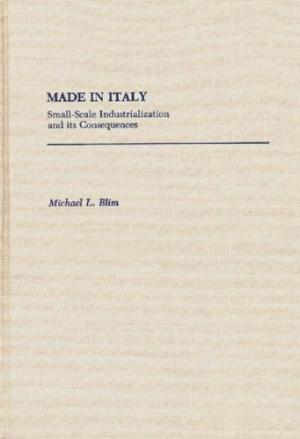 MADE IN ITALY
Small-Scale Industrialization
and its Consequences
Michael L. Blim